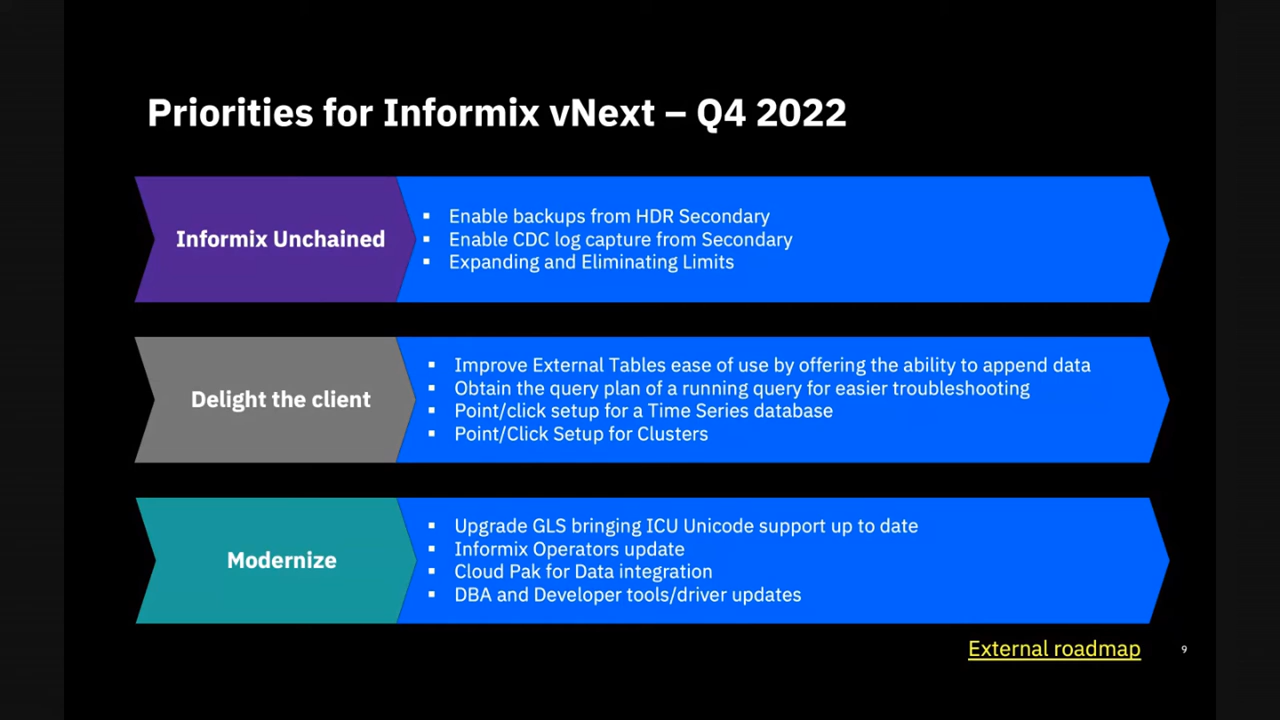 Priorities for Informix vNext – Q4 2022
Informix Unchained
▪ Enable backups from HDR Secondary
▪ Enable CDC log capture from Secondary
▪ Expanding and Eliminating Limits
Delight the client
▪ Improve External Tables ease of use by offering the ability to append data
▪ Obtain the query plan of a running query for easier troubleshooting
▪ Point/click setup for a Time Series database
▪ Point/Click Setup for Clusters
Modernize
▪ Upgrade GLS bringing ICU Unicode support up to date
▪ Informix Operators update
▪ Cloud Pak for Data integration
▪ DBA and Developer tools/driver updates
External roadmap
9